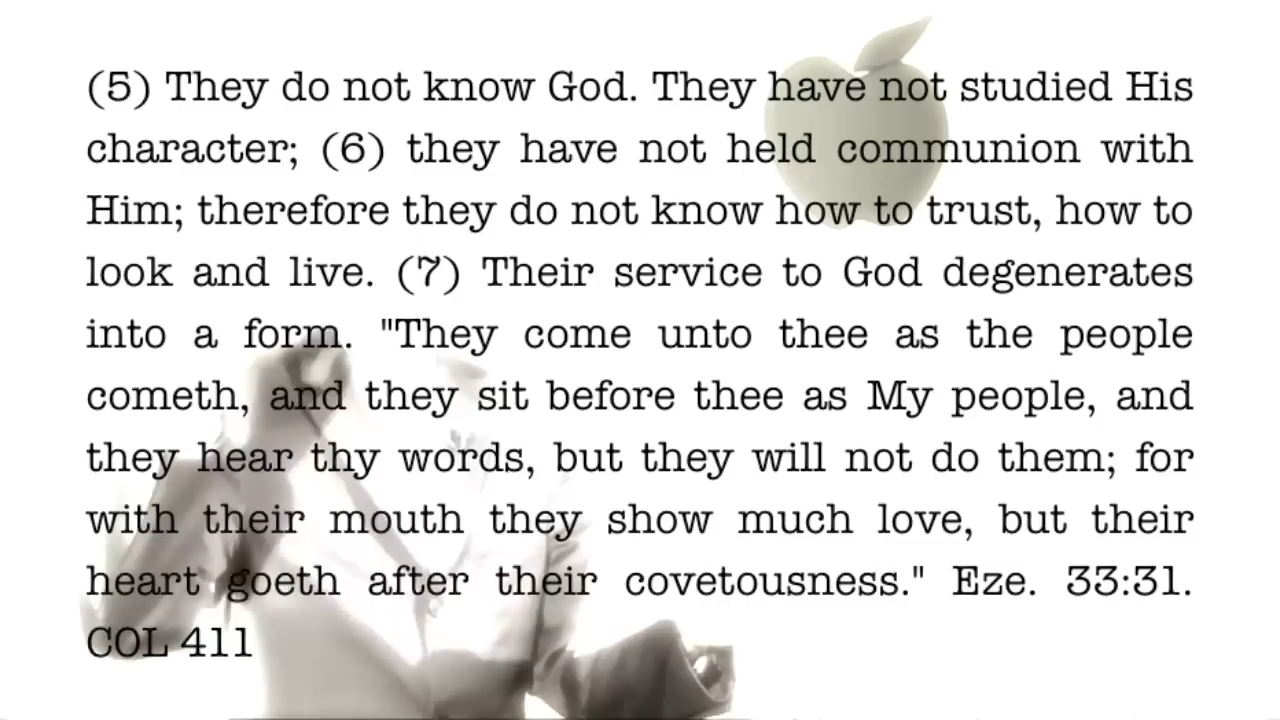 (5) They do not know God. They have not studied His
character; (6) they have not held communion with
Him; therefore they do not know how to trust, how to
look and live. (7) Their service to God degenerates
into a form. "They come unto thee as the people
cometh, and they sit before thee as My people, and
they hear thy words, but they will not do them; for
with their mouth they show much love, but their
heart goeth after their covetousness." Eze. 33:31.
COL 411